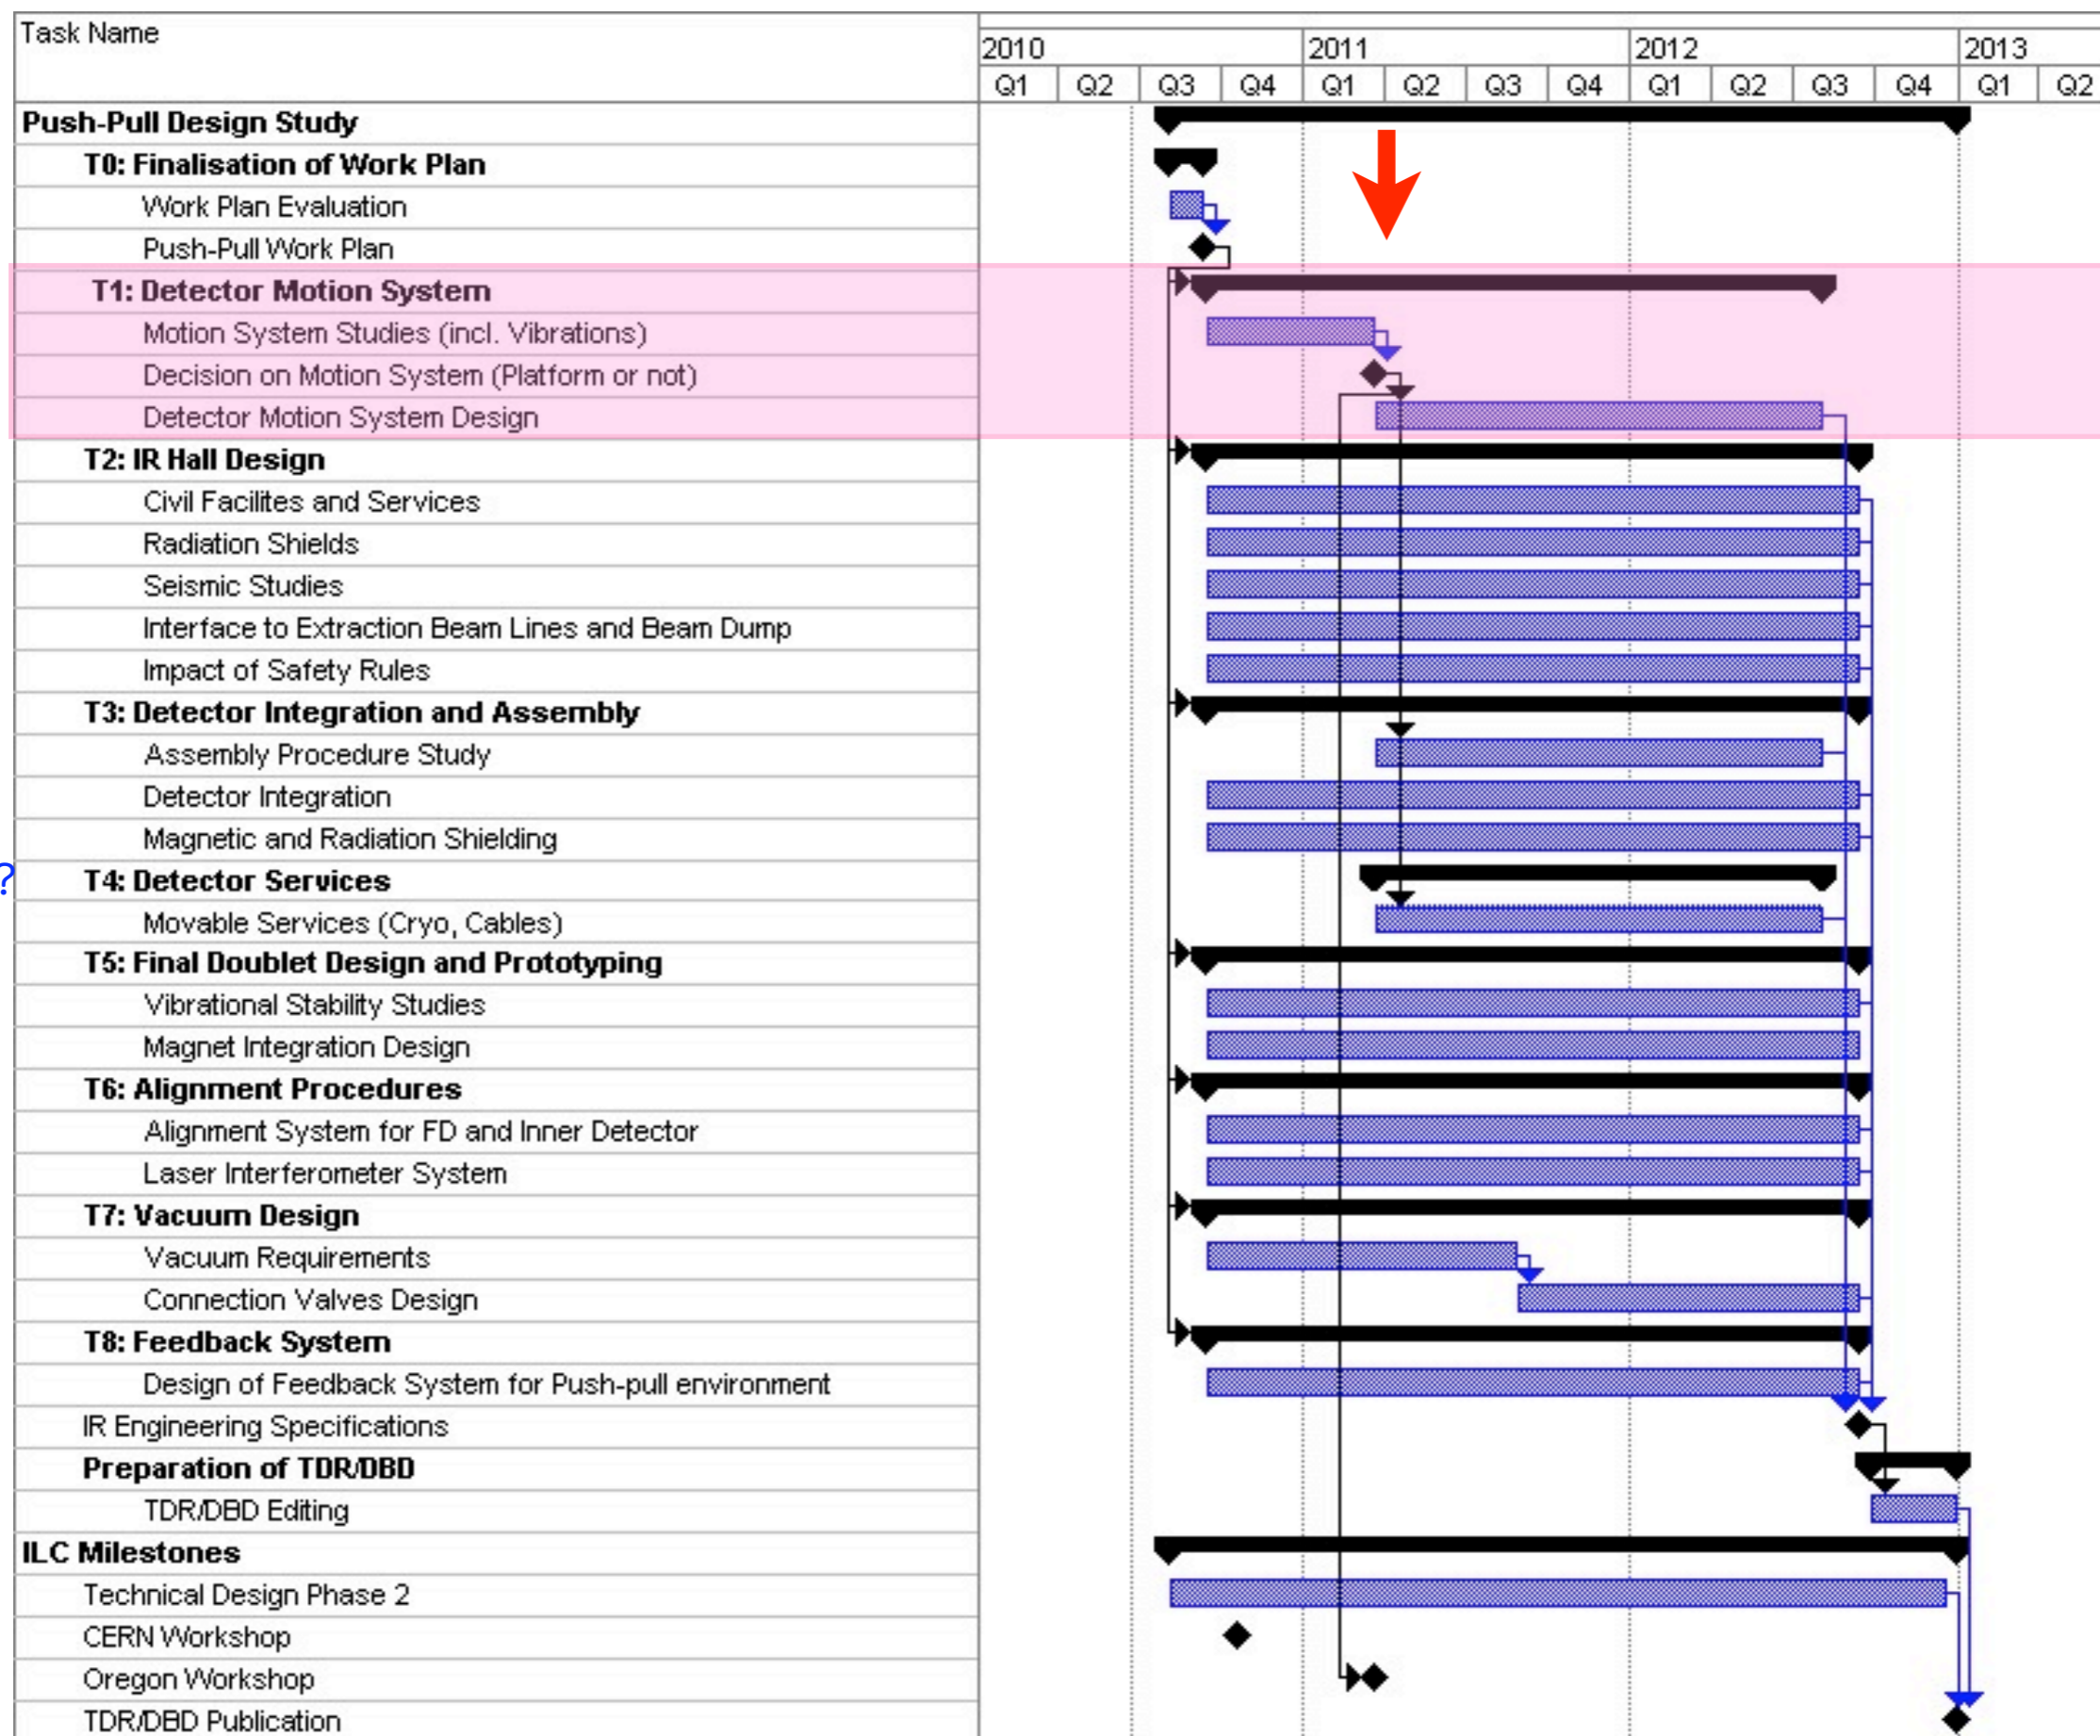 Task Name
2010 2011 2012 2013
Q1 Q2 Q3 Q4 Q1 Q2 Q3 Q4 Q1 Q2 Q3 Q4 Q1 Q2
Push-Pull Design Study
T0: Finalisation of Work Plan
Work Plan Evaluation
Push-Pull Work Plan
T1: Detector Motion System
Motion System Studies (incl. Vibrations)
Decision on Motion System (Platform or not)
Detector Motion System Design
T2: IR Hall Design
Civil Facilites and Services
Radiation Shields
Seismic Studies
Interface to Extraction Beam Lines and Beam Dump
Impact of Safety Rules
T3: Detector Integration and Assembly
Assembly Procedure Study
Detector Integration
Magnetic and Radiation Shielding
? T4: Detector Services
Movable Services (Cryo, Cables)
T5: Final Doublet Design and Prototyping
Vibrational Stability Studies
Magnet Integration Design
T6: Alignment Procedures
Alignment System for FD and Inner Detector
Laser Interferometer System
T7: Vacuum Design
Vacuum Requirements
Connection Valves Design
T8: Feedback System
Design of Feedback System for Push-pull environment
IR Engineering Specifications
Preparation of TDR/DBD
TDR/DBD Editing
ILC Milestones
Technical Design Phase 2
CERN Workshop
Oregon Workshop
TDR/DBD Publication